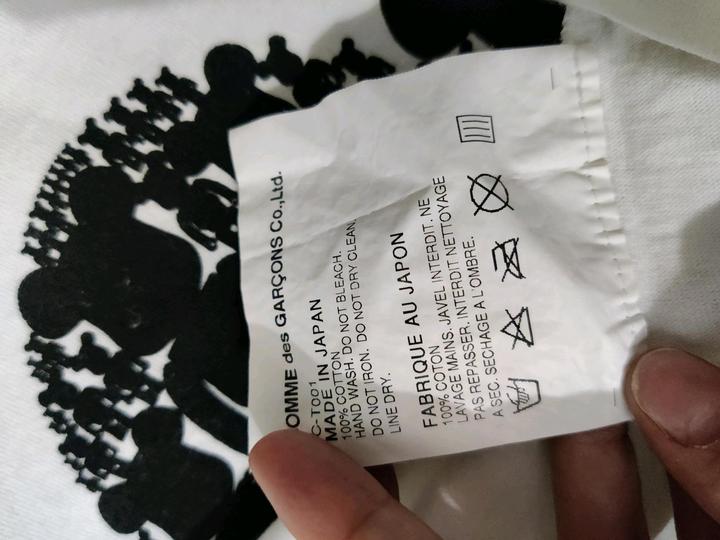 OMME des GARÇONS Co.,Ltd.
C-T001
MADE IN JAPAN
100% COTTON
HAND WASH. DO NOT BLEACH.
DO NOT IRON. DO NOT DRY CLEAN.
LINE DRY.
FABRIQUE AU JAPON
100% COTON
LAVAGE MAINS. JAVEL INTERDIT. NE
PAS REPASSER. INTERDIT NETTOYAGE
A SEC. SECHAGE A L'OMBRE.